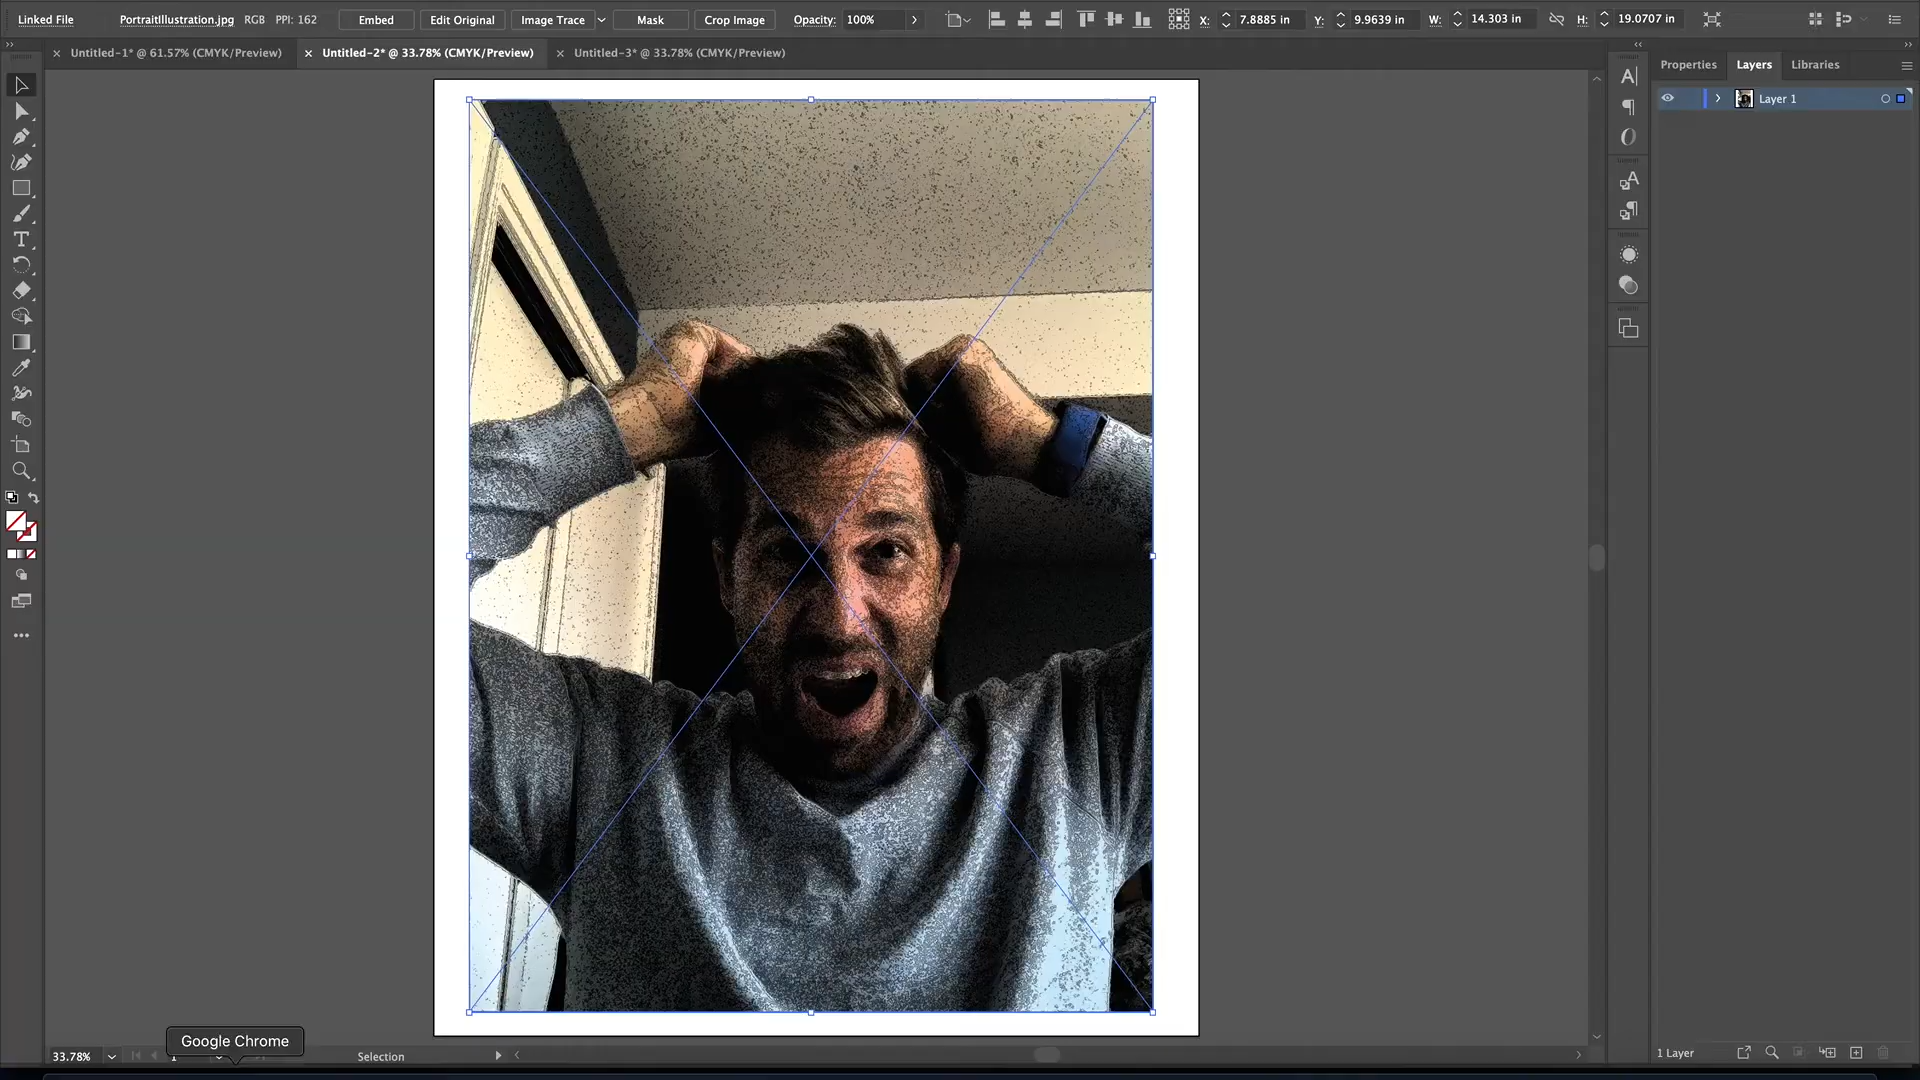 Linked File PortraitIllustration.jpg RGB PPI: 162 Embed Edit Original Image Trace Mask Crop Image Opacity: 100% X: 7.8885 in Y: 9.9639 in W: 14.303 in H: 19.0707 in
Untitled-1* @ 61.57% (CMYK/Preview) Untitled-2* @ 33.78% (CMYK/Preview) Untitled-3* @ 33.78% (CMYK/Preview)
Properties Layers Libraries
Layer 1
Google Chrome
33.78% 1 Selection
1 Layer